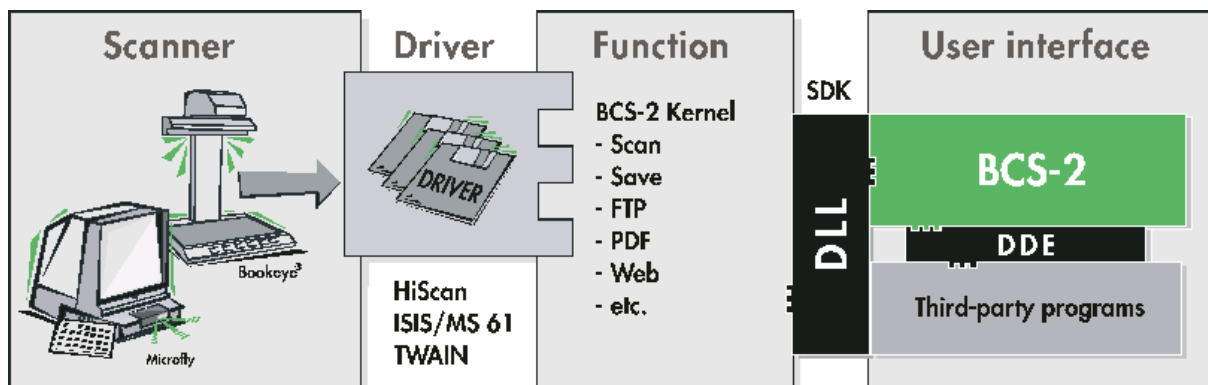 Scanner
Bookeye³
Microfly
Driver
DRIVER
HiScan
ISIS/MS 61
TWAIN
Function
BCS-2 Kernel
- Scan
- Save
- FTP
- PDF
- Web
- etc.
SDK
DLL
User interface
BCS-2
DDE
Third-party programs